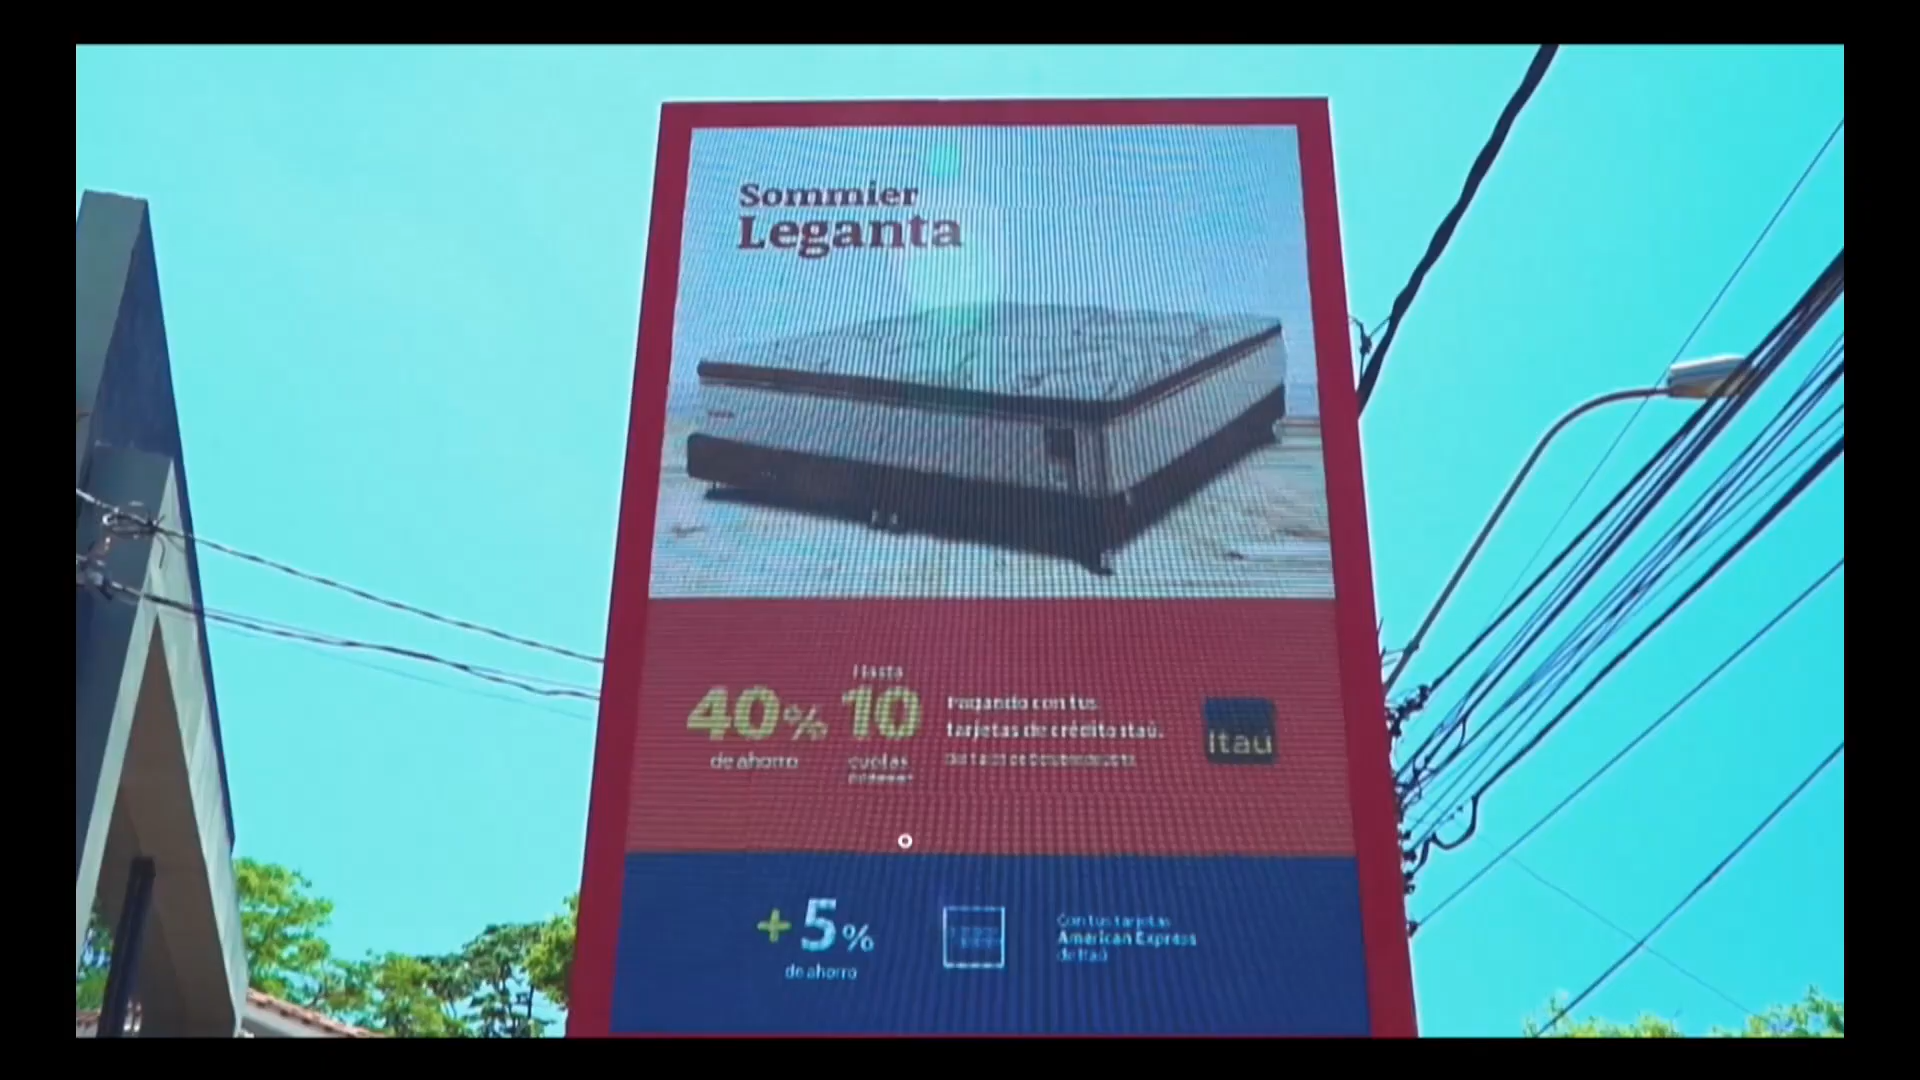 Sommier
Leganta
Hasta
40% 10
de ahorro
cuotas
Pagando con tus
tarjetas de crédito Itaú.
Itaú
+5%
de ahorro
Con tus tarjetas
American Express
de Itaú